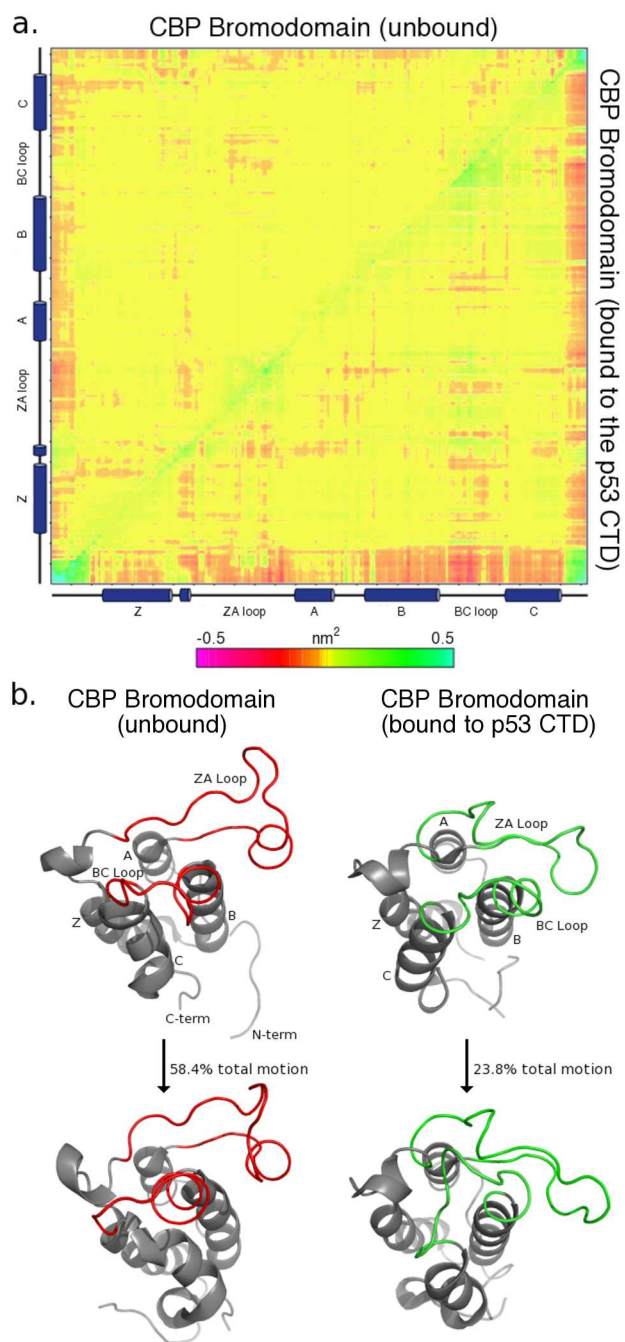 a.
CBP Bromodomain (unbound)
CBP Bromodomain (bound to the p53 CTD)
C
BC loop
B
A
ZA loop
Z
Z
ZA loop
A
B
BC loop
C
-0.5
nm2
0.5
b.
CBP Bromodomain
(unbound)
CBP Bromodomain
(bound to p53 CTD)
ZA Loop
A
BC Loop
Z
B
C
C-term
N-term
A
ZA Loop
Z
B
BC Loop
C
58.4% total motion
23.8% total motion